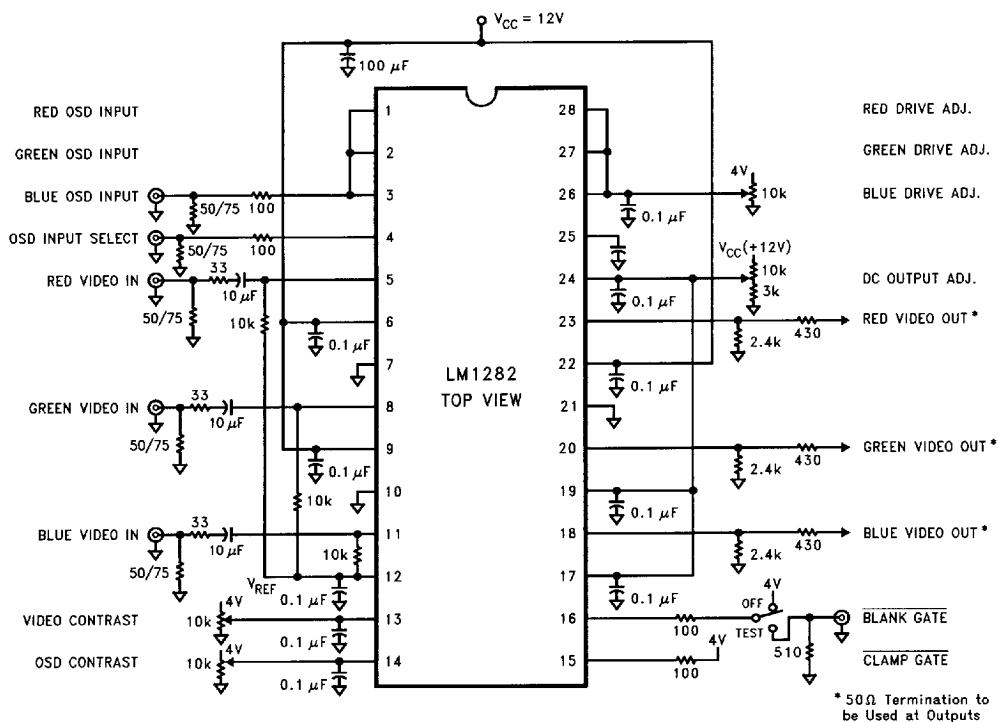 V_CC = 12V
100 µF
RED OSD INPUT
GREEN OSD INPUT
BLUE OSD INPUT
50/75
100
OSD INPUT SELECT
50/75
100
RED VIDEO IN
33
10 µF
50/75
10k
0.1 µF
GREEN VIDEO IN
33
10 µF
50/75
0.1 µF
10k
BLUE VIDEO IN
33
10 µF
10k
50/75
V_REF
0.1 µF
VIDEO CONTRAST
4V
10k
0.1 µF
OSD CONTRAST
4V
10k
0.1 µF
1
2
3
4
5
6
7
8
9
10
11
12
13
14
LM1282
TOP VIEW
28
27
26
25
24
23
22
21
20
19
18
17
16
15
RED DRIVE ADJ.
GREEN DRIVE ADJ.
4V
10k
BLUE DRIVE ADJ.
0.1 µF
V_CC(+12V)
10k
3k
DC OUTPUT ADJ.
0.1 µF
430
RED VIDEO OUT*
2.4k
0.1 µF
430
GREEN VIDEO OUT*
2.4k
0.1 µF
430
BLUE VIDEO OUT*
2.4k
0.1 µF
4V
OFF
100
TEST
BLANK GATE
4V
510
100
CLAMP GATE
* 50Ω Termination to
be Used at Outputs